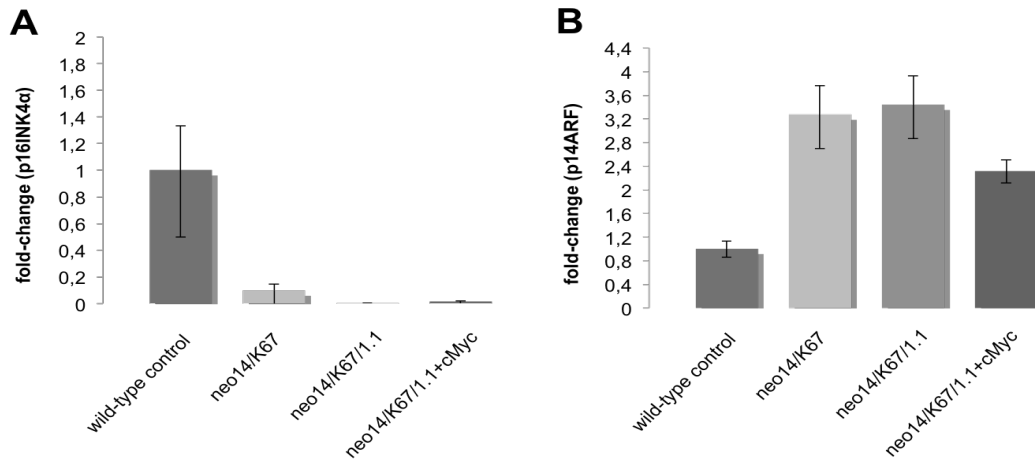 A
fold-change (p16INK4α)
2
1,8
1,6
1,4
1,2
1
0,8
0,6
0,4
0,2
0
wild-type control
neo14/K67
neo14/K67/1.1
neo14/K67/1.1+cMyc
B
fold-change (p14ARF)
4,4
4
3,6
3,2
2,8
2,4
2
1,6
1,2
0,8
0,4
0
wild-type control
neo14/K67
neo14/K67/1.1
neo14/K67/1.1+cMyc